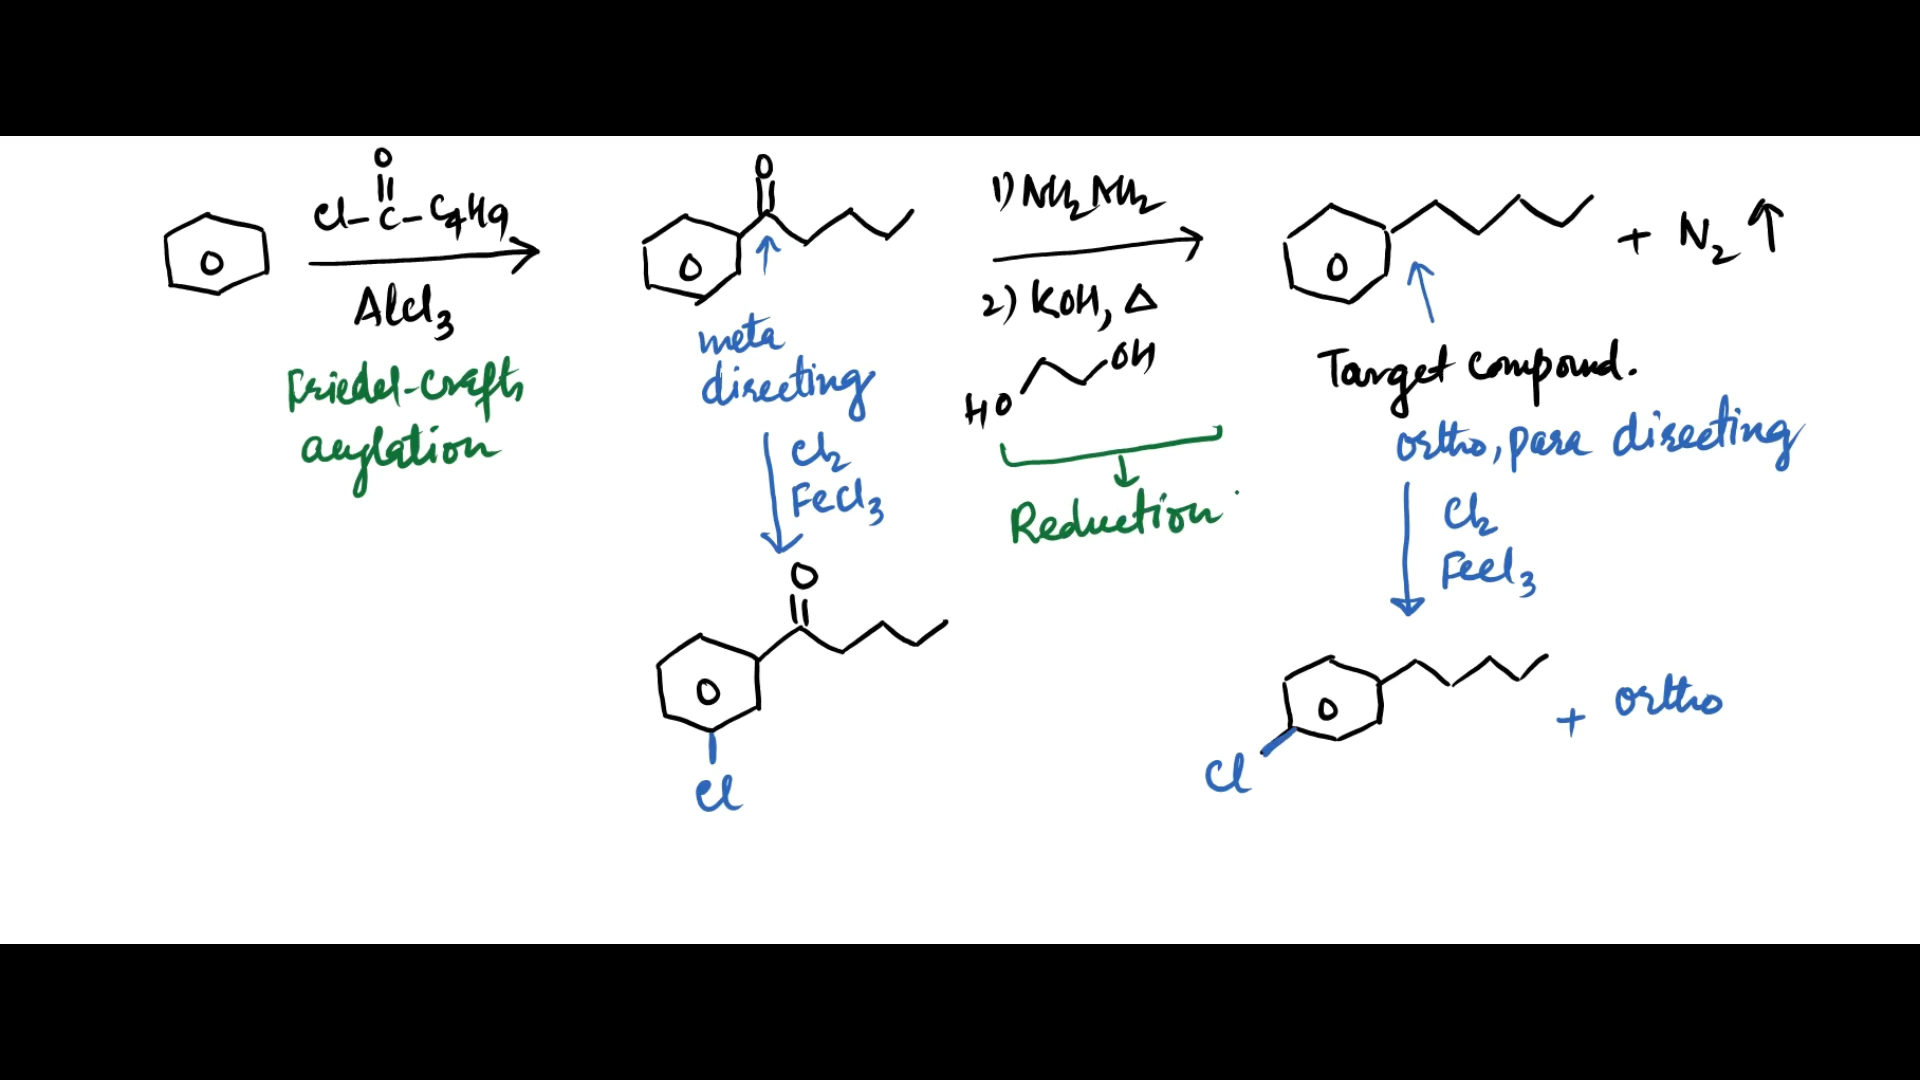 O
||
Cl-C-C4H9
AlCl3
Friedel-Crafts
acylation
O
meta
directing
Cl2
FeCl3
O
Cl
1) NH2NH2
2) KOH, Δ
HO OH
Reduction
+ N2 ↑
Target compound.
ortho, para directing
Cl2
FeCl3
Cl
+ ortho